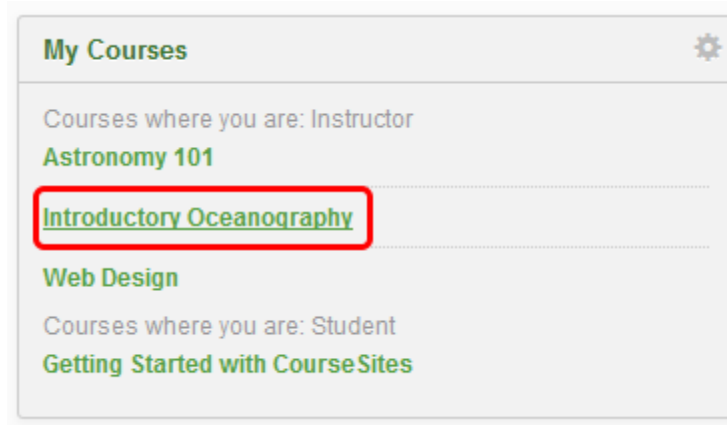 My Courses
Courses where you are: Instructor
Astronomy 101
Introductory Oceanography
Web Design
Courses where you are: Student
Getting Started with CourseSites